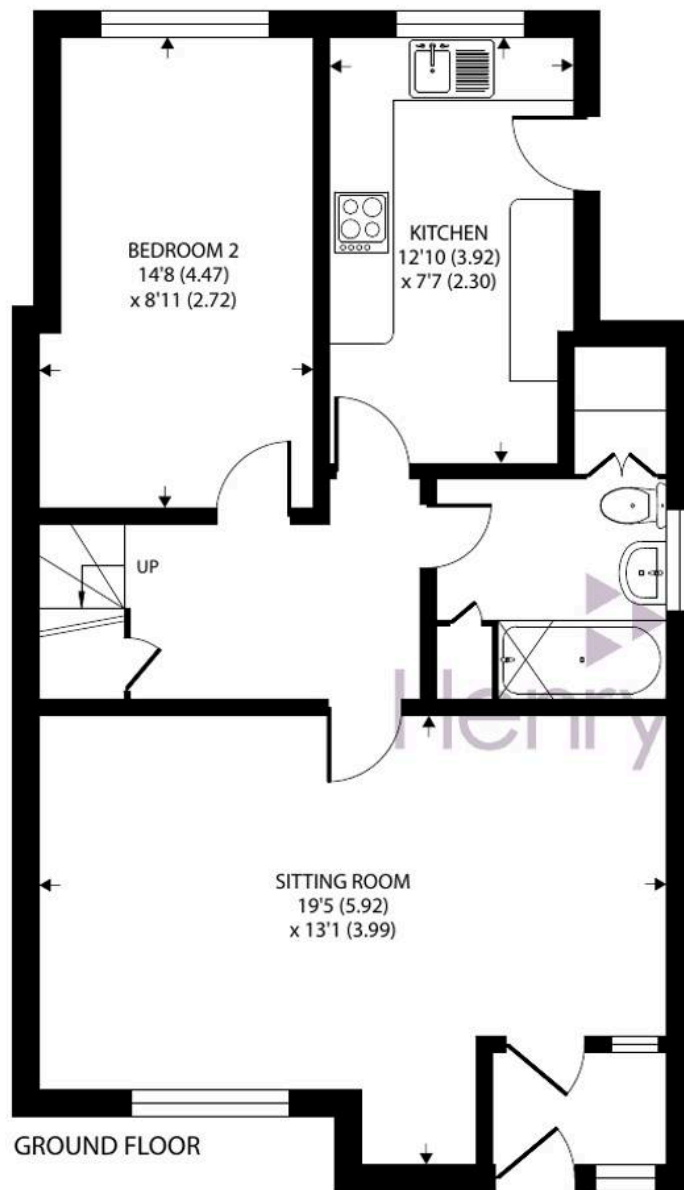 BEDROOM 2
14'8 (4.47)
x 8'11 (2.72)
KITCHEN
12'10 (3.92)
x 7'7 (2.30)
UP
Henry
SITTING ROOM
19'5 (5.92)
x 13'1 (3.99)
GROUND FLOOR